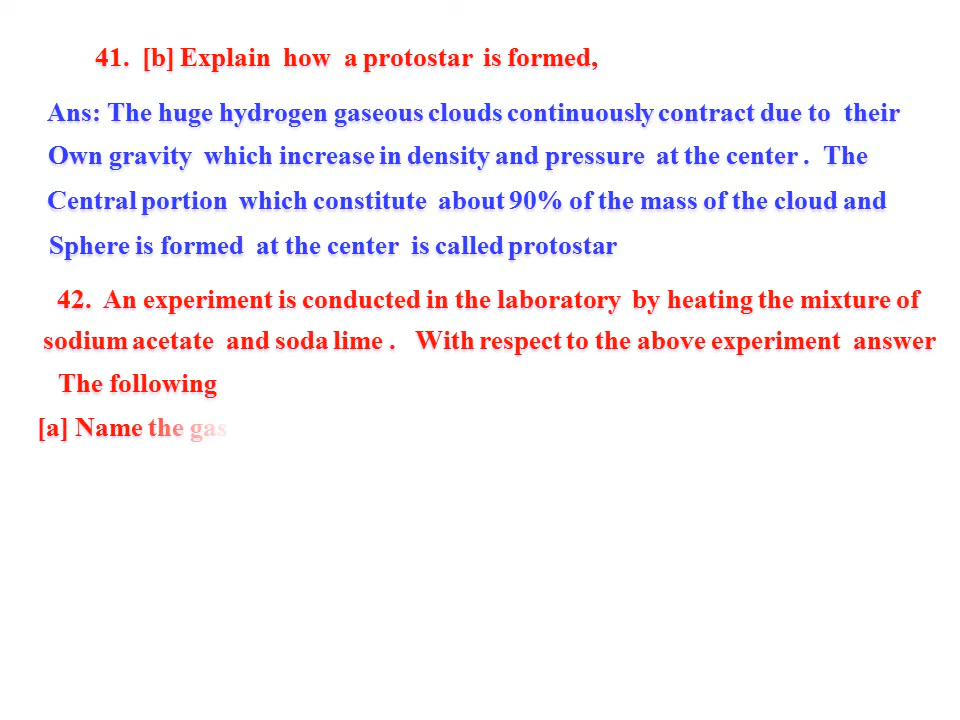 41. [b] Explain how a protostar is formed,
Ans: The huge hydrogen gaseous clouds continuously contract due to their
Own gravity which increase in density and pressure at the center . The
Central portion which constitute about 90% of the mass of the cloud and
Sphere is formed at the center is called protostar
42. An experiment is conducted in the laboratory by heating the mixture of
sodium acetate and soda lime . With respect to the above experiment answer
The following
[a] Name the gas